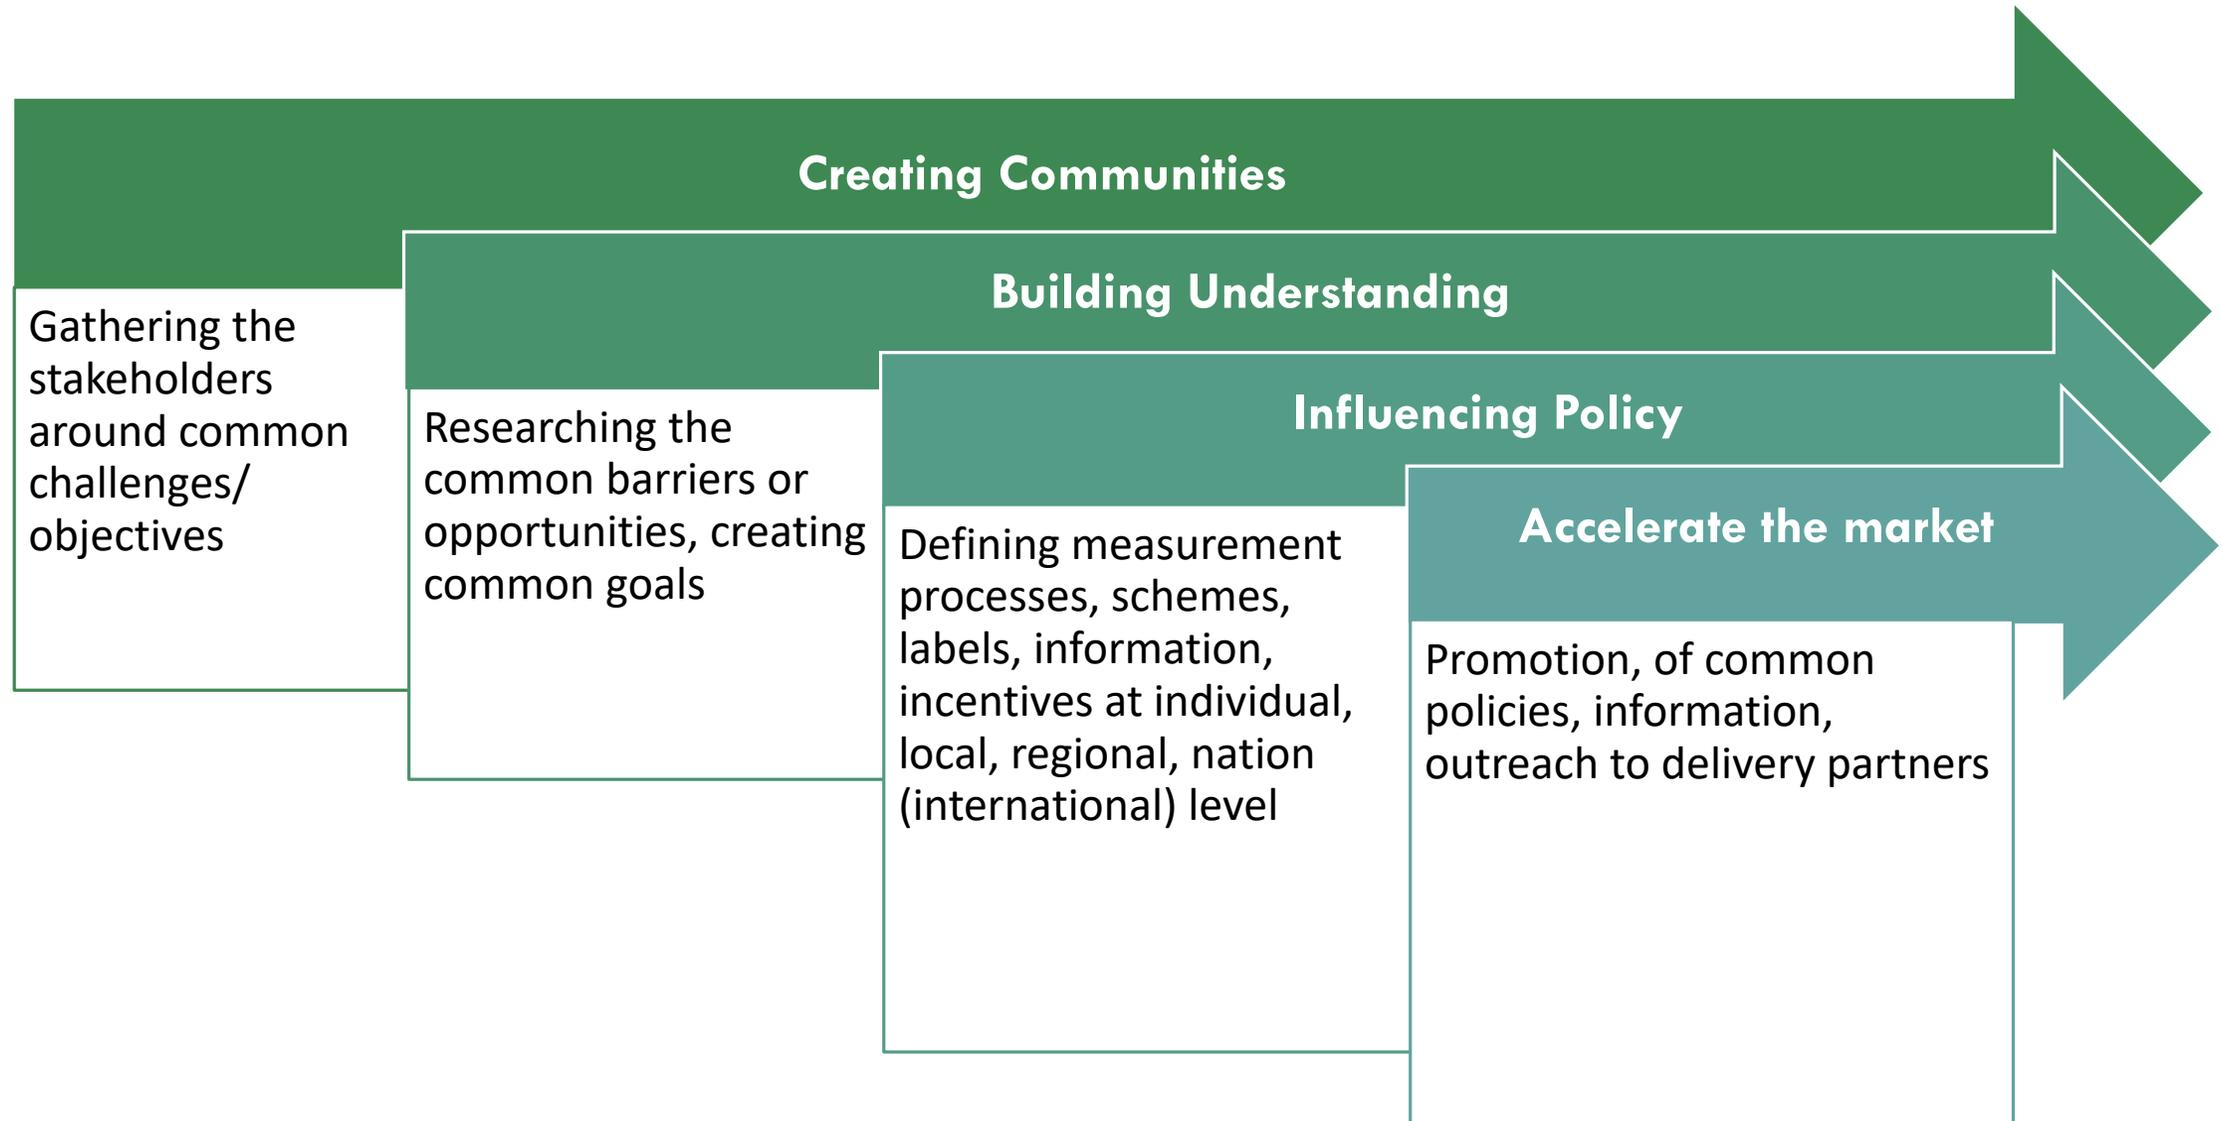 Creating Communities
Gathering the
stakeholders
around common
challenges/
objectives
Building Understanding
Researching the
common barriers or
opportunities, creating
common goals
Influencing Policy
Defining measurement
processes, schemes,
labels, information,
incentives at individual,
local, regional, nation
(international) level
Accelerate the market
Promotion, of common
policies, information,
outreach to delivery partners